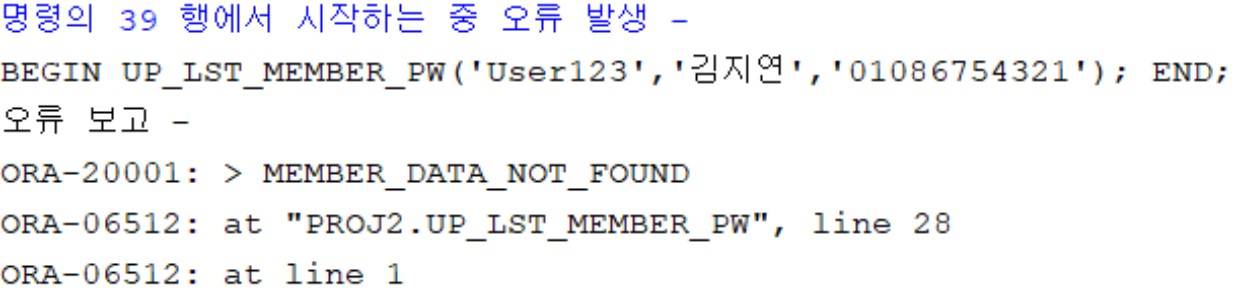 명령의 39 행에서 시작하는 중 오류 발생 -
BEGIN UP_LST_MEMBER_PW('User123','김지연','01086754321'); END;
오류 보고 -
ORA-20001: > MEMBER_DATA_NOT_FOUND
ORA-06512: at "PROJ2.UP_LST_MEMBER_PW", line 28
ORA-06512: at line 1